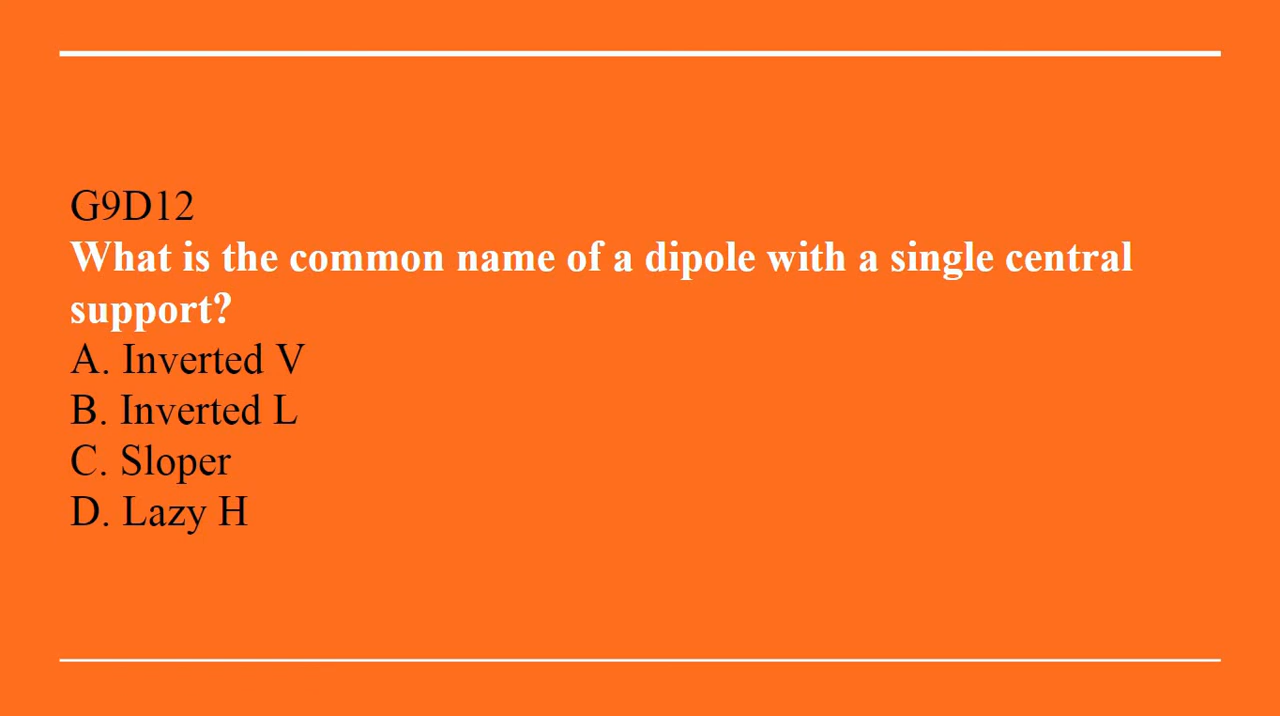 G9D12
What is the common name of a dipole with a single central
support?
A. Inverted V
B. Inverted L
C. Sloper
D. Lazy H